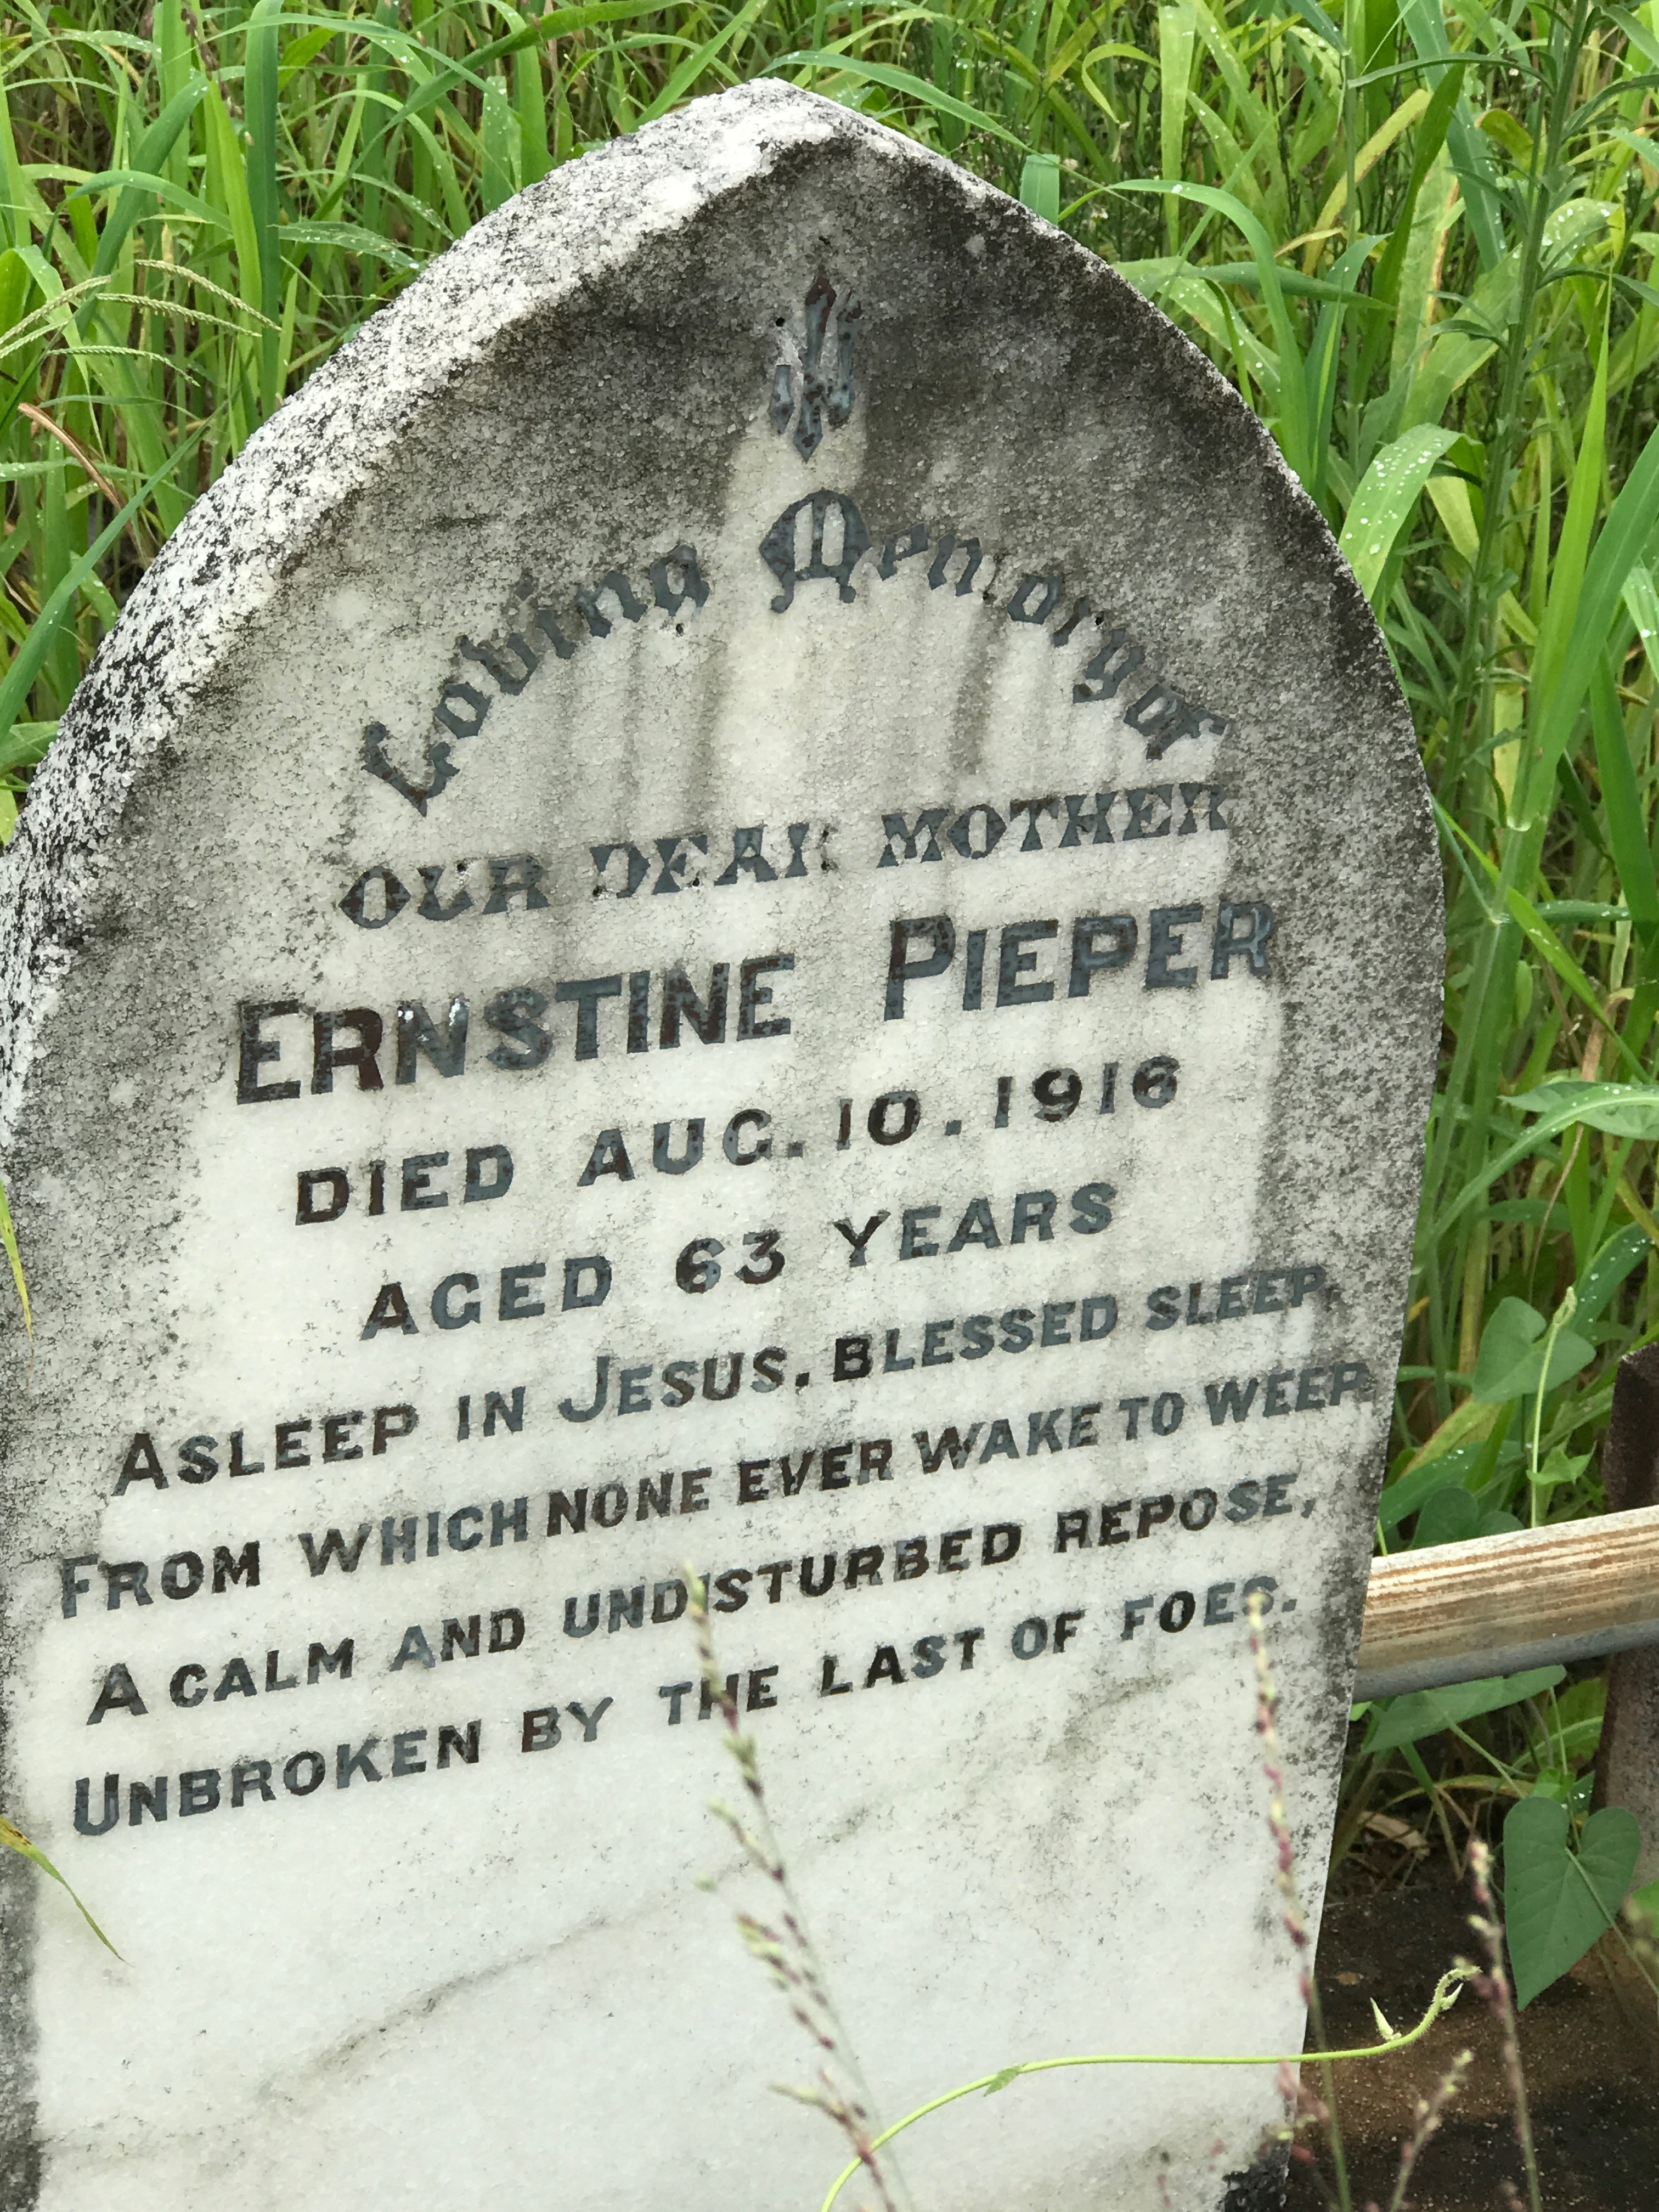 In
Loving Memory of
OUR DEAR MOTHER
ERNSTINE PIEPER
DIED AUG. 10. 1916
AGED 63 YEARS
ASLEEP IN JESUS. BLESSED SLEEP
FROM WHICH NONE EVER WAKE TO WEEP
A CALM AND UNDISTURBED REPOSE,
UNBROKEN BY THE LAST OF FOES.